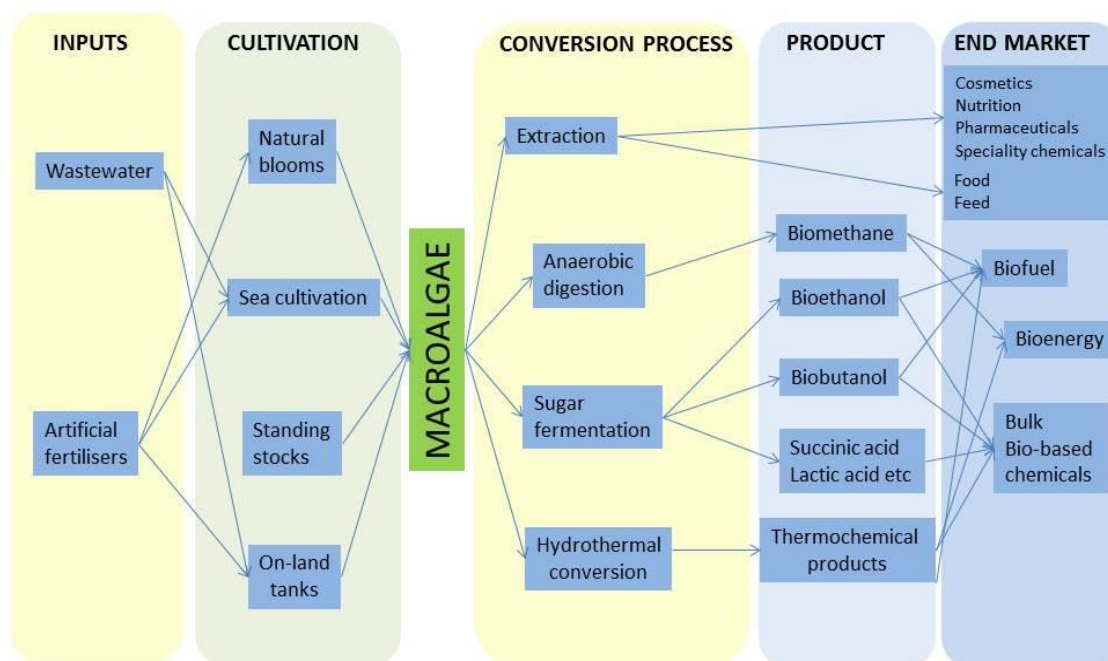 INPUTS
CULTIVATION
CONVERSION PROCESS
PRODUCT
END MARKET
Wastewater
Artificial
fertilisers
Natural
blooms
Sea cultivation
Standing
stocks
On-land
tanks
MACROALGAE
Extraction
Anaerobic
digestion
Sugar
fermentation
Hydrothermal
conversion
Biomethane
Bioethanol
Biobutanol
Succinic acid
Lactic acid etc
Thermochemical
products
Cosmetics
Nutrition
Pharmaceuticals
Speciality chemicals
Food
Feed
Biofuel
Bioenergy
Bulk
Bio-based
chemicals